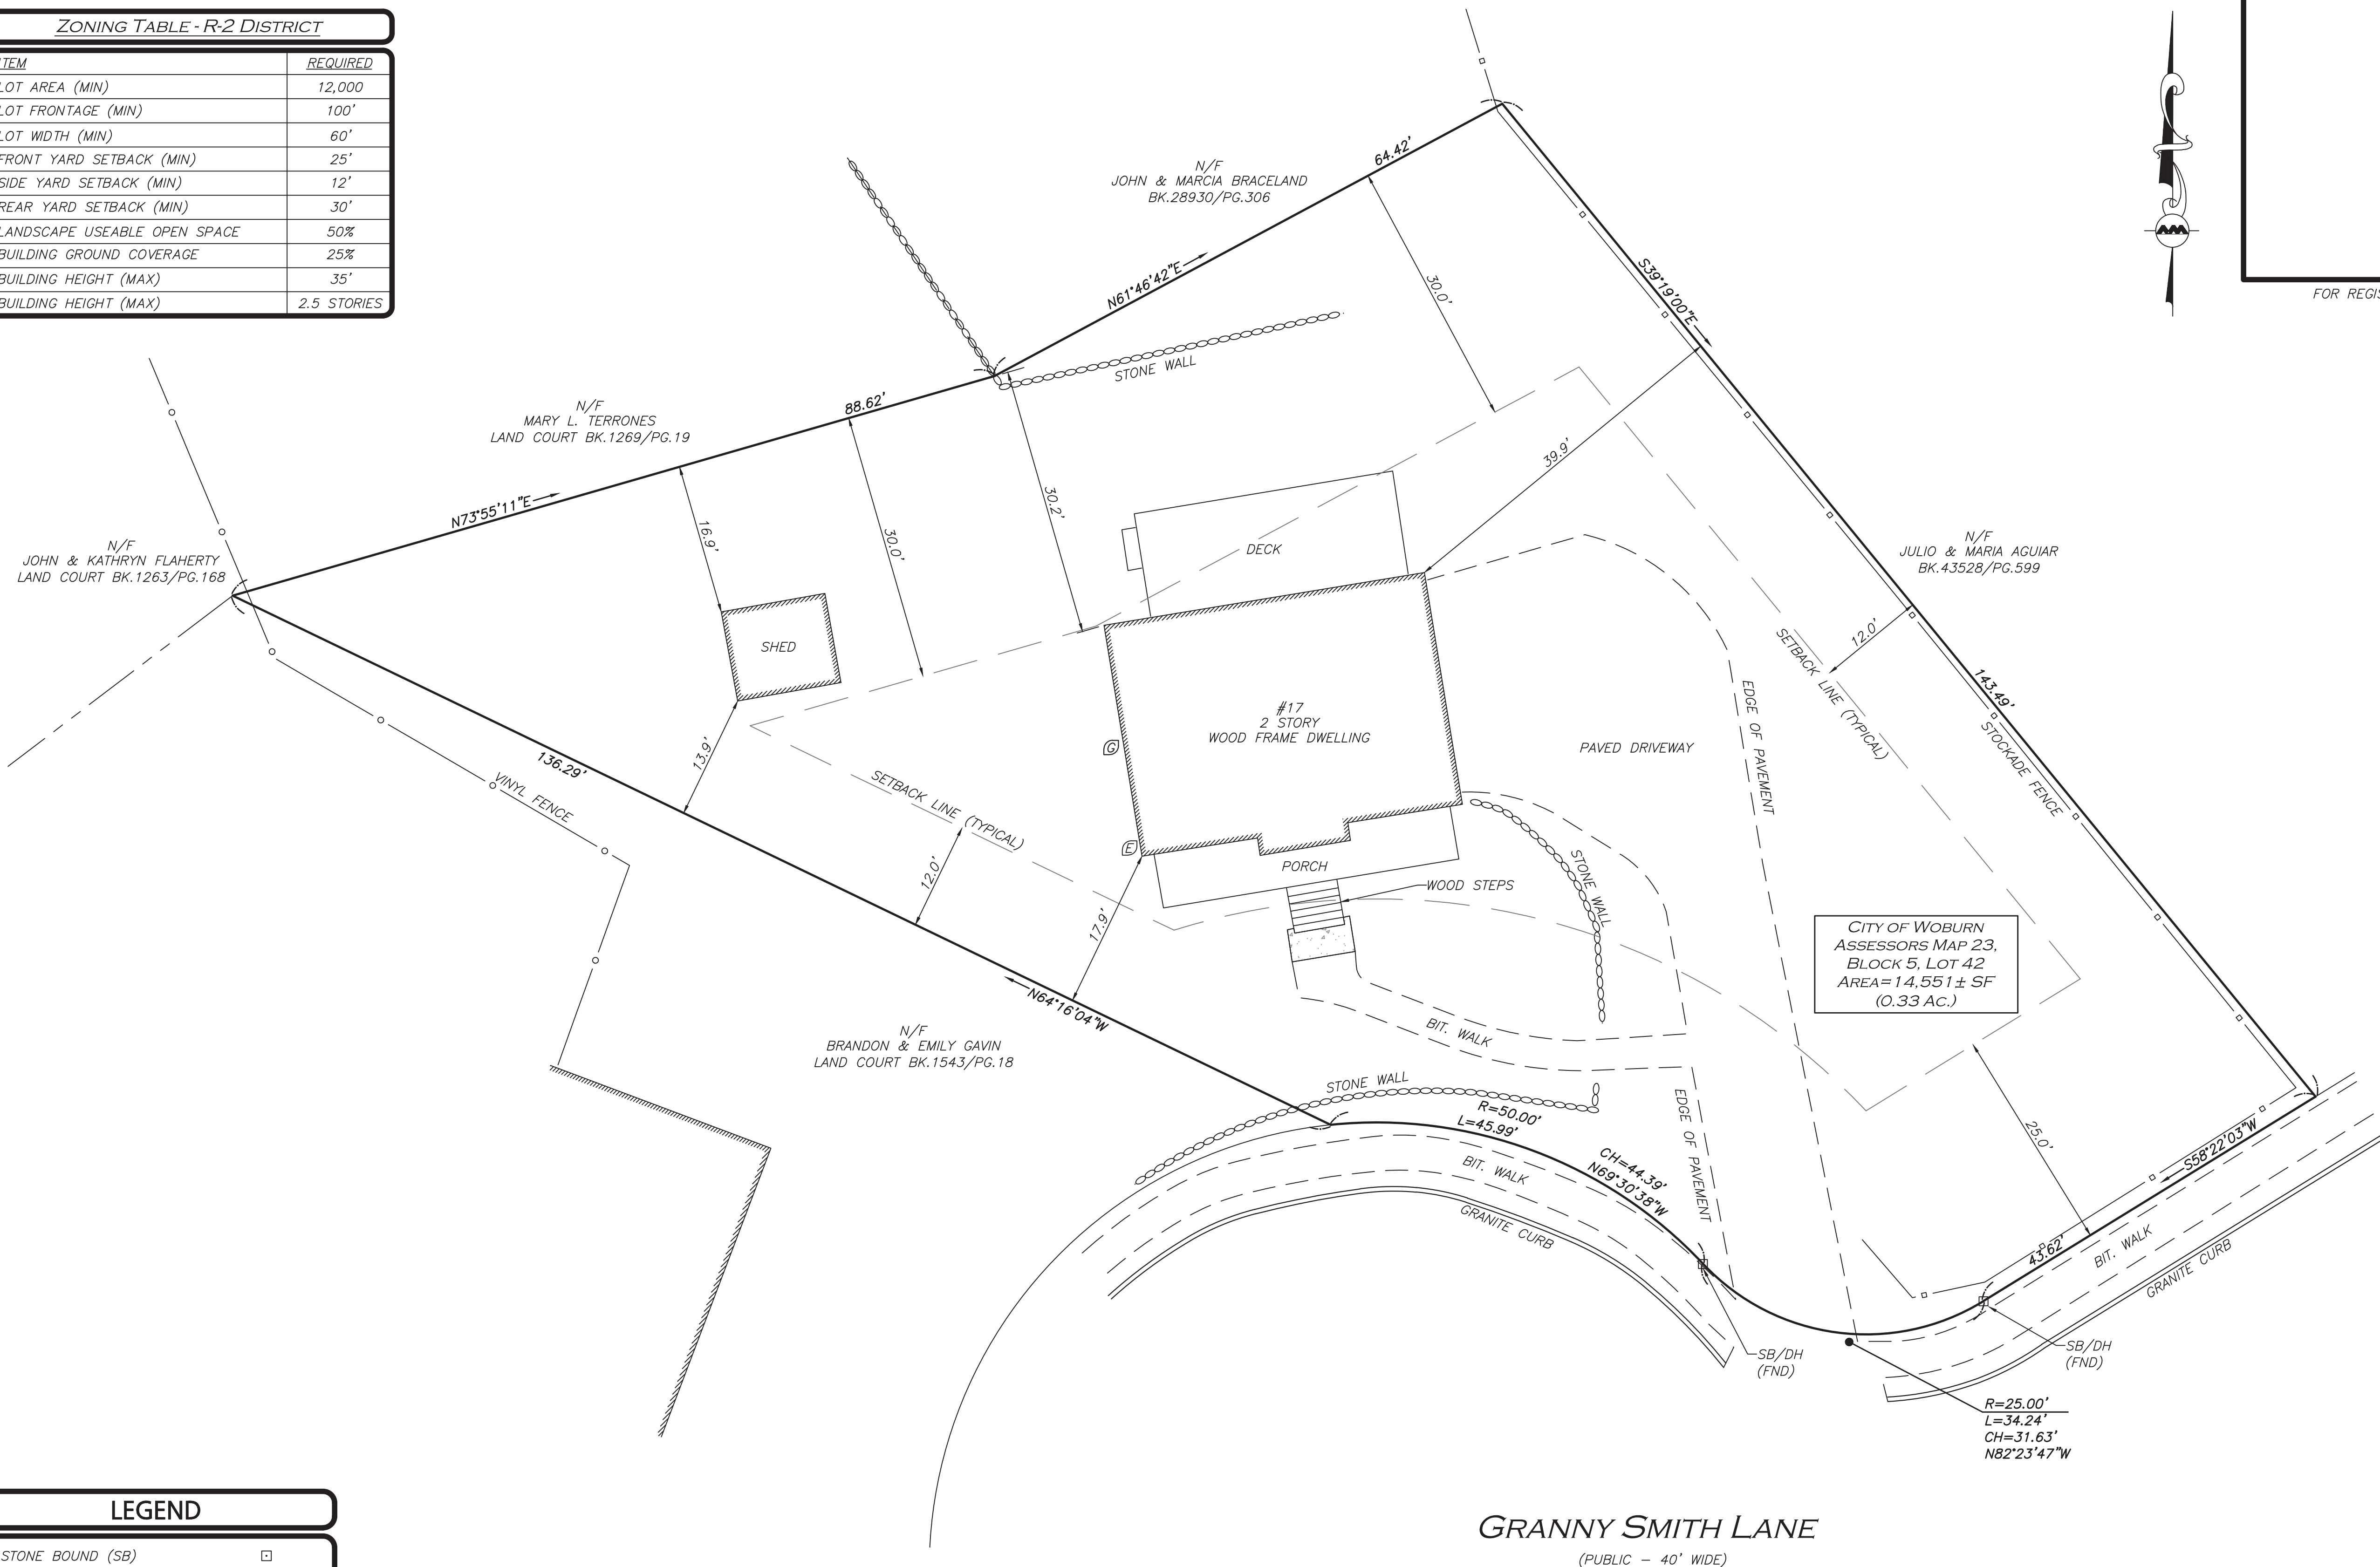 ZONING TABLE - R-2 DISTRICT
ITEM REQUIRED
LOT AREA (MIN) 12,000
LOT FRONTAGE (MIN) 100'
LOT WIDTH (MIN) 60'
FRONT YARD SETBACK (MIN) 25'
SIDE YARD SETBACK (MIN) 12'
REAR YARD SETBACK (MIN) 30'
LANDSCAPE USEABLE OPEN SPACE 50%
BUILDING GROUND COVERAGE 25%
BUILDING HEIGHT (MAX) 35'
BUILDING HEIGHT (MAX) 2.5 STORIES
FOR REGIS
N/F
JOHN & MARCIA BRACELAND
BK.28930/PG.306
64.42'
N61°46'42"E
30.0'
S39°19'00"E
STONE WALL
N/F
MARY L. TERRONES
LAND COURT BK.1269/PG.19
88.62'
N73°55'11"E
16.9'
30.0'
30.2'
39.9'
DECK
N/F
JOHN & KATHRYN FLAHERTY
LAND COURT BK.1263/PG.168
N/F
JULIO & MARIA AGUIAR
BK.43528/PG.599
SHED
12.0'
SETBACK LINE (TYPICAL)
143.49'
STOCKADE FENCE
EDGE OF PAVEMENT
#17
2 STORY
WOOD FRAME DWELLING
PAVED DRIVEWAY
G
E
13.9'
136.29'
VINYL FENCE
SETBACK LINE (TYPICAL)
12.0'
17.9'
PORCH
WOOD STEPS
STONE WALL
CITY OF WOBURN
ASSESSORS MAP 23,
BLOCK 5, LOT 42
AREA=14,551± SF
(0.33 AC.)
N64°16'04"W
N/F
BRANDON & EMILY GAVIN
LAND COURT BK.1543/PG.18
BIT. WALK
STONE WALL
R=50.00'
L=45.99'
CH=44.39'
N69°30'38"W
EDGE OF PAVEMENT
BIT. WALK
GRANITE CURB
25.0'
S58°22'03"W
43.62'
BIT. WALK
GRANITE CURB
SB/DH
(FND)
SB/DH
(FND)
R=25.00'
L=34.24'
CH=31.63'
N82°23'47"W
GRANNY SMITH LANE
(PUBLIC – 40' WIDE)
LEGEND
STONE BOUND (SB)